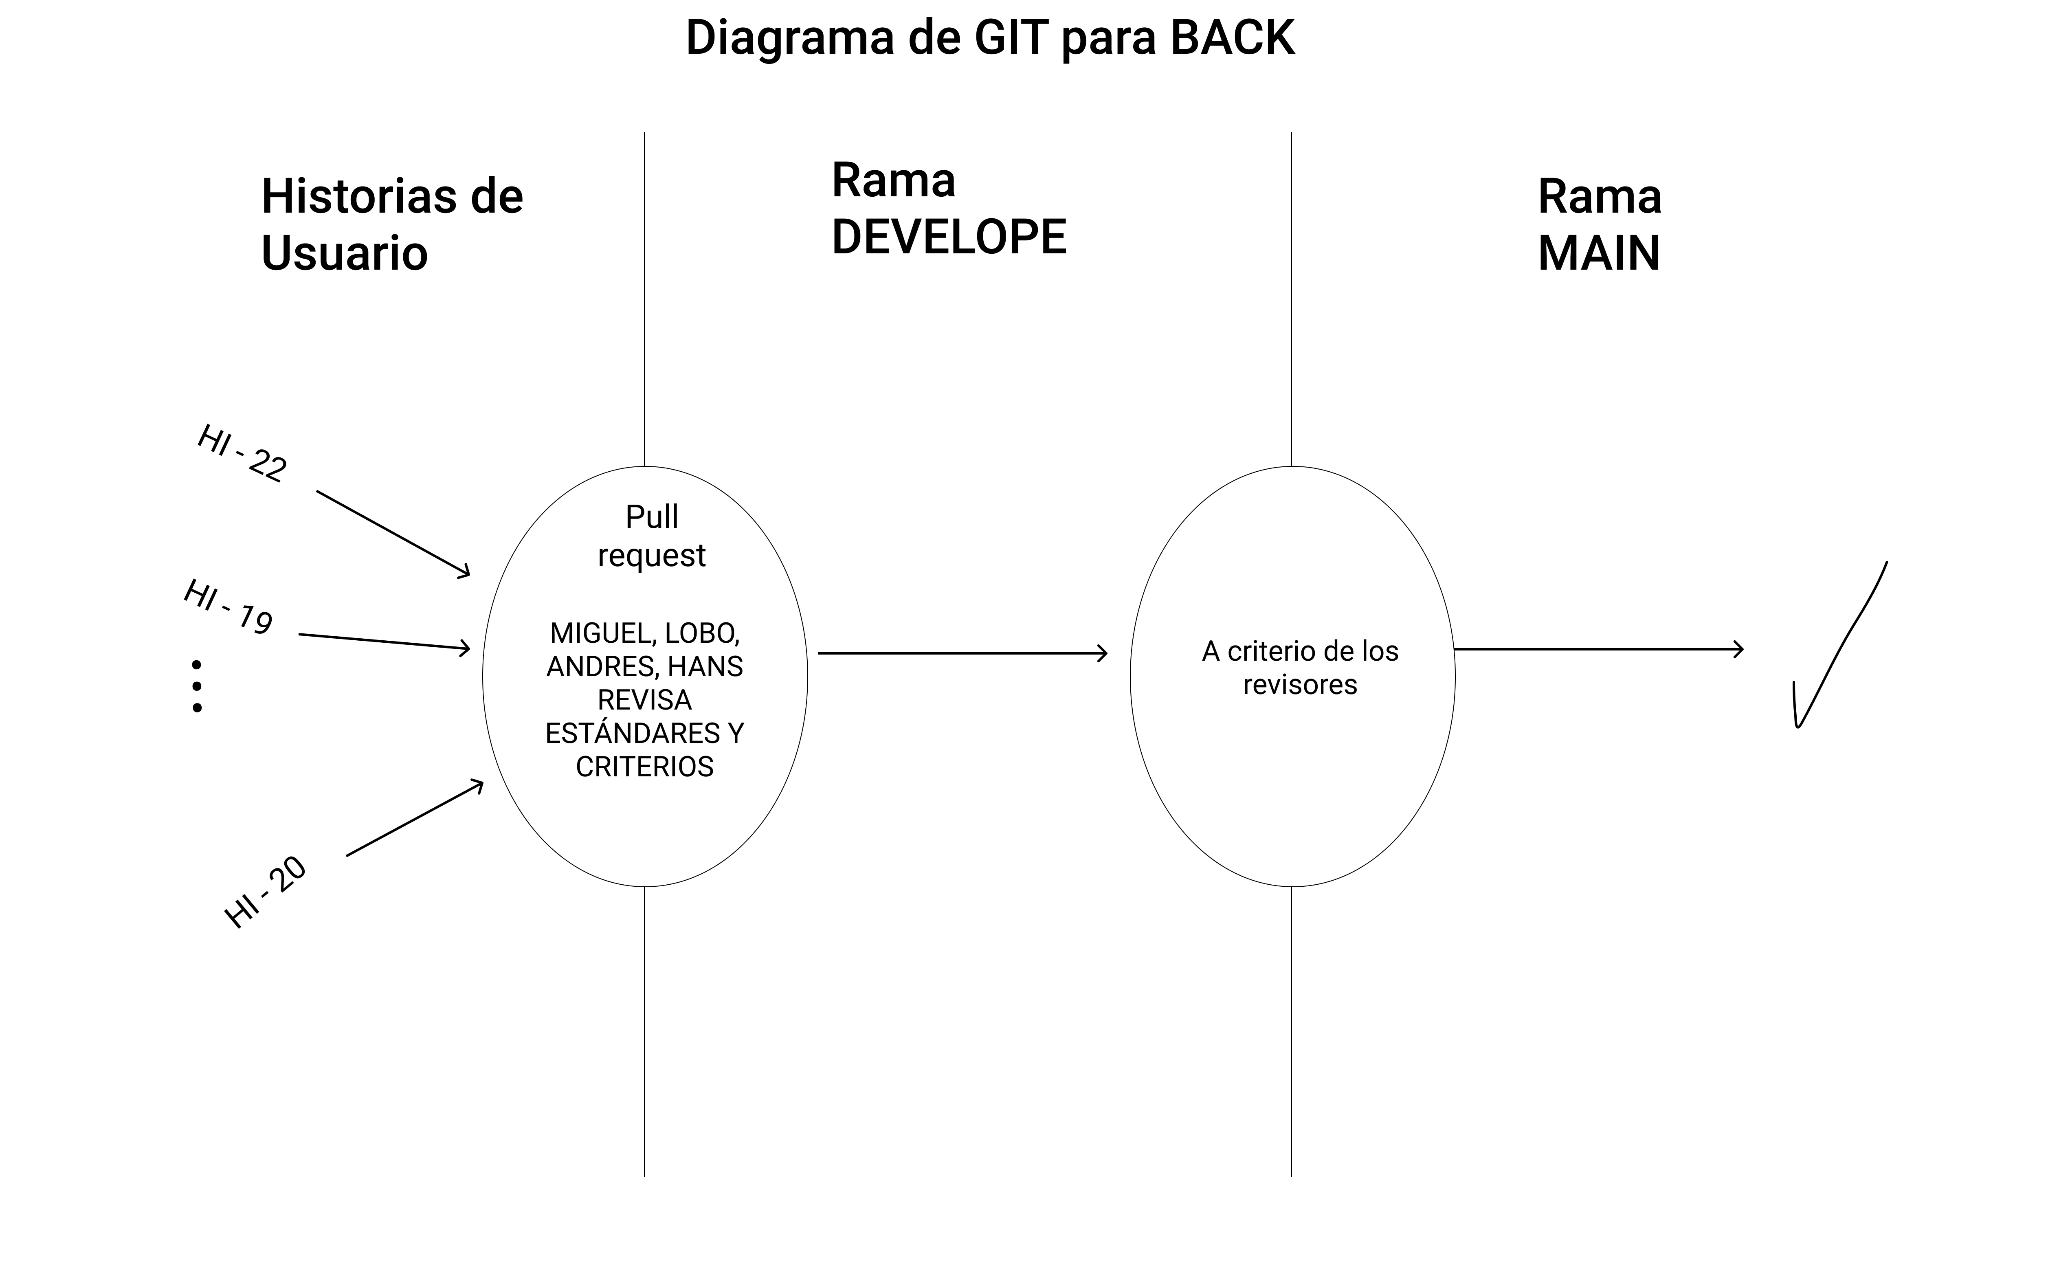 Diagrama de GIT para BACK
Historias de
Usuario
Rama
DEVELOPE
Rama
MAIN
HI - 22
HI - 19
HI - 20
Pull
request
MIGUEL, LOBO,
ANDRES, HANS
REVISA
ESTÁNDARES Y
CRITERIOS
A criterio de los
revisores